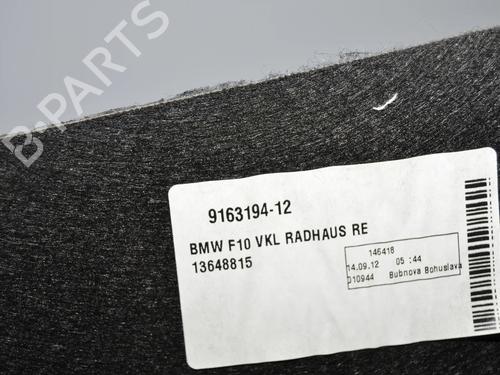 B-PARTS
9163194-12
BMW F10 VKL RADHAUS RE
13648815
146418
14.09.12 05:44
010944 Bubnova Bohuslava